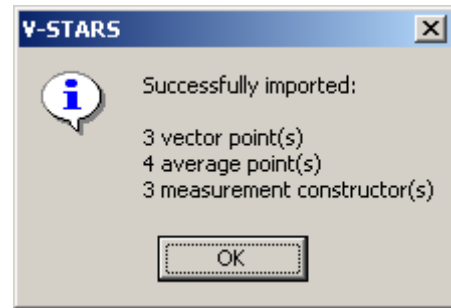 V-STARS
Successfully imported:
3 vector point(s)
4 average point(s)
3 measurement constructor(s)
OK